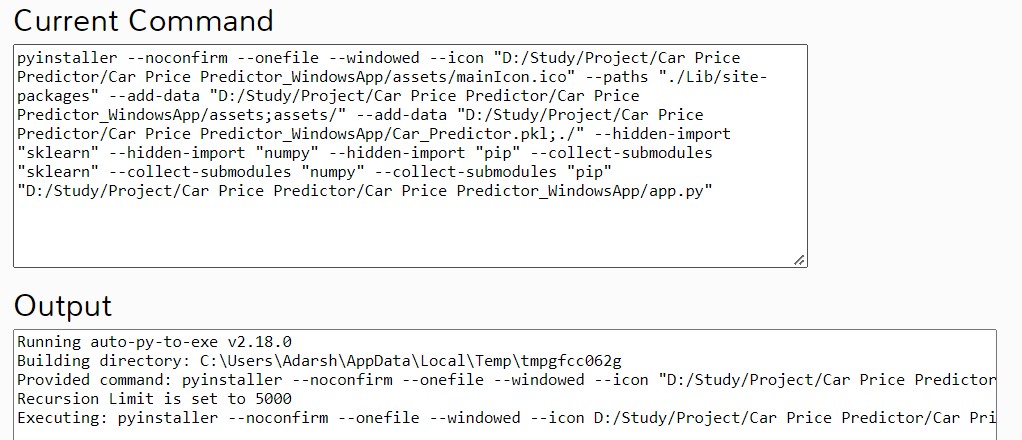 Current Command
pyinstaller --noconfirm --onefile --windowed --icon "D:/Study/Project/Car Price
Predictor/Car Price Predictor_WindowsApp/assets/mainIcon.ico" --paths "./Lib/site-
packages" --add-data "D:/Study/Project/Car Price Predictor/Car Price
Predictor_WindowsApp/assets;assets/" --add-data "D:/Study/Project/Car Price
Predictor/Car Price Predictor_WindowsApp/Car_Predictor.pkl;./" --hidden-import
"sklearn" --hidden-import "numpy" --hidden-import "pip" --collect-submodules
"sklearn" --collect-submodules "numpy" --collect-submodules "pip"
"D:/Study/Project/Car Price Predictor/Car Price Predictor_WindowsApp/app.py"
Output
Running auto-py-to-exe v2.18.0
Building directory: C:\Users\Adarsh\AppData\Local\Temp\tmpgfcc062g
Provided command: pyinstaller --noconfirm --onefile --windowed --icon "D:/Study/Project/Car Price Predictor
Recursion Limit is set to 5000
Executing: pyinstaller --noconfirm --onefile --windowed --icon D:/Study/Project/Car Price Predictor/Car Pri